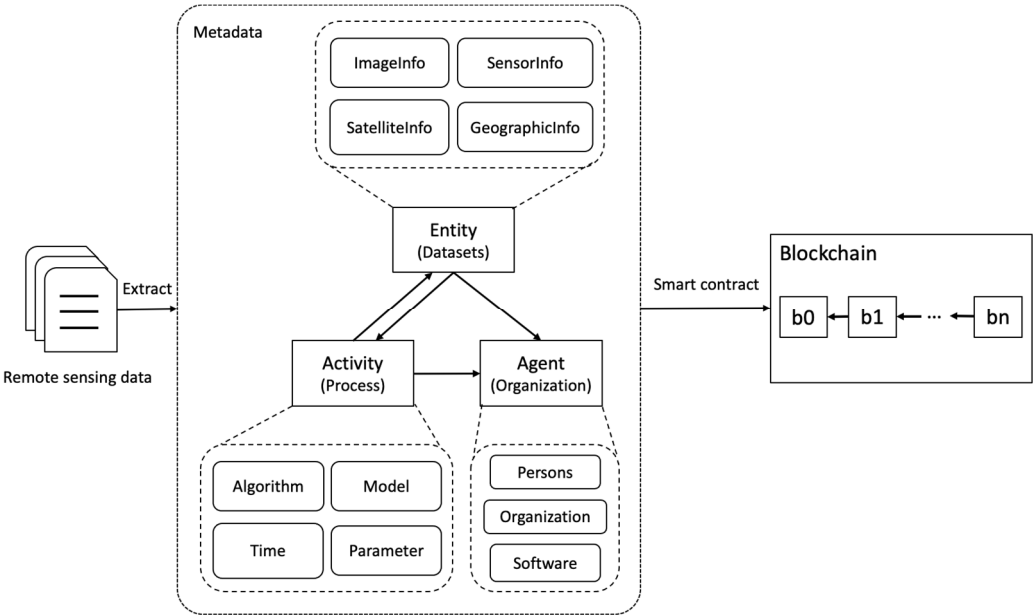 Metadata
ImageInfo
SensorInfo
SatelliteInfo
GeographicInfo
Entity
(Datasets)
Extract
Remote sensing data
Activity
(Process)
Agent
(Organization)
Algorithm
Model
Time
Parameter
Persons
Organization
Software
Smart contract
Blockchain
b0
b1
...
bn